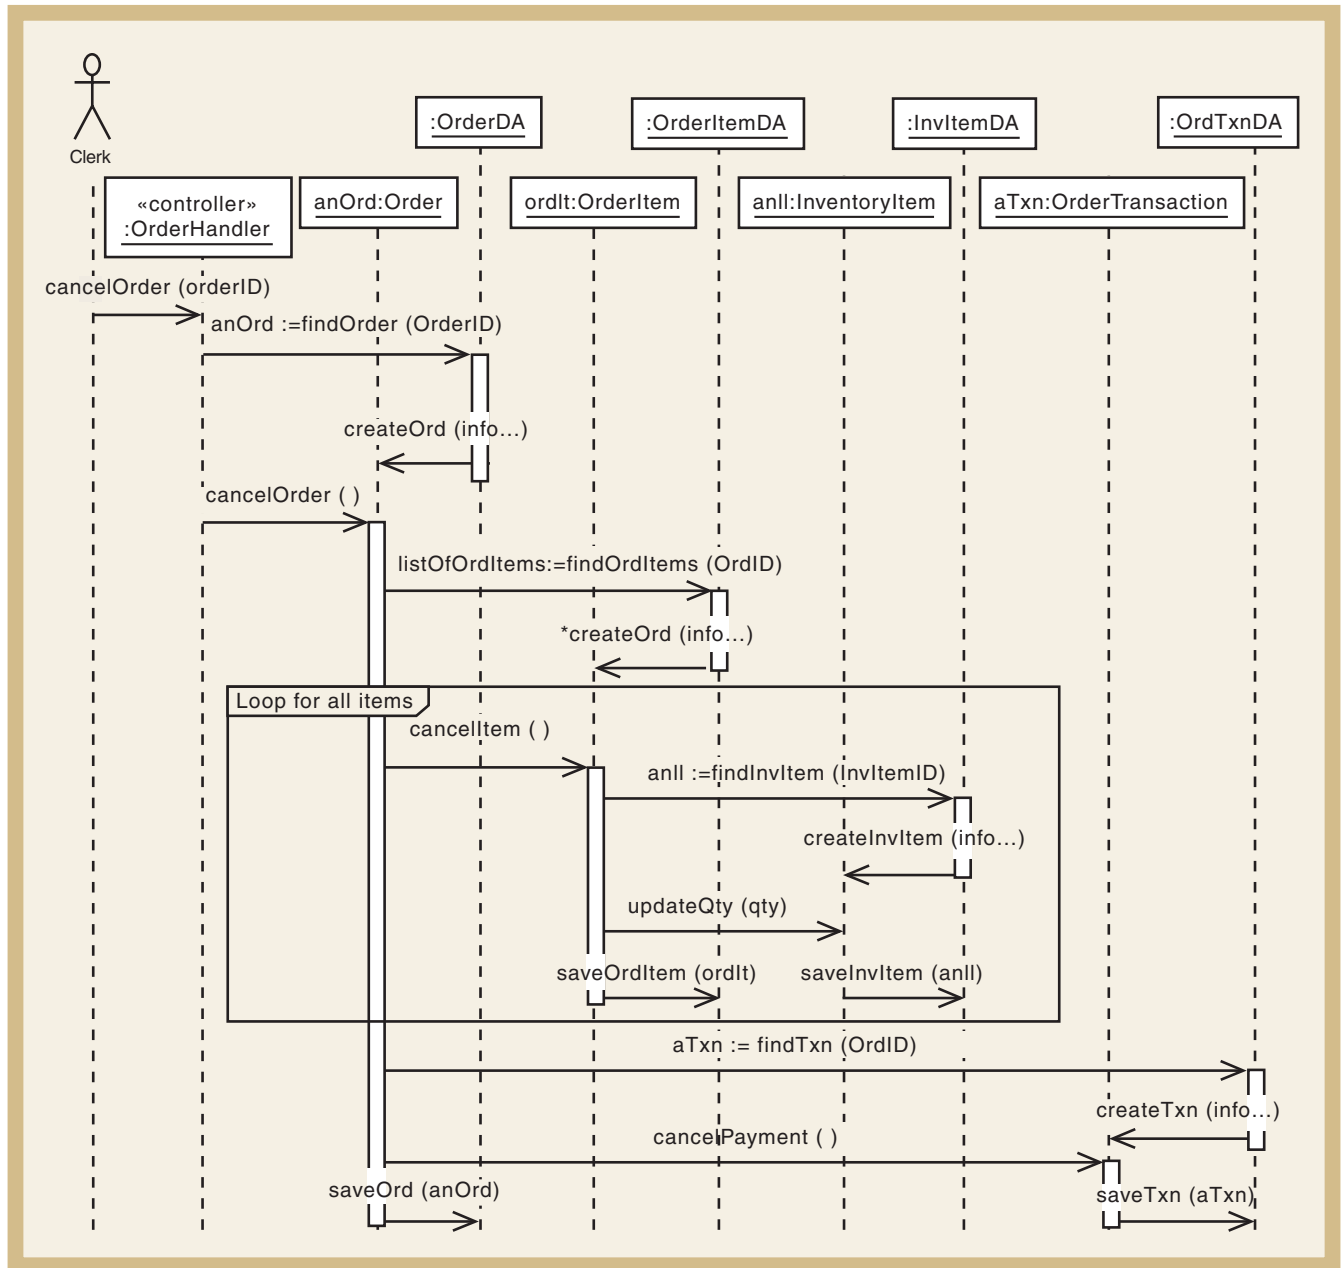 :OrderDA
:OrderItemDA
:InvItemDA
:OrdTxnDA
Clerk
«controller»
:OrderHandler
anOrd:Order
ordIt:OrderItem
anII:InventoryItem
aTxn:OrderTransaction
cancelOrder (orderID)
anOrd :=findOrder (OrderID)
createOrd (info...)
cancelOrder ( )
listOfOrdItems:=findOrdItems (OrdID)
*createOrd (info...)
Loop for all items
cancelItem ( )
anII :=findInvItem (InvItemID)
createInvItem (info...)
updateQty (qty)
saveOrdItem (ordIt)
saveInvItem (anII)
aTxn := findTxn (OrdID)
createTxn (info...)
cancelPayment ( )
saveOrd (anOrd)
saveTxn (aTxn)